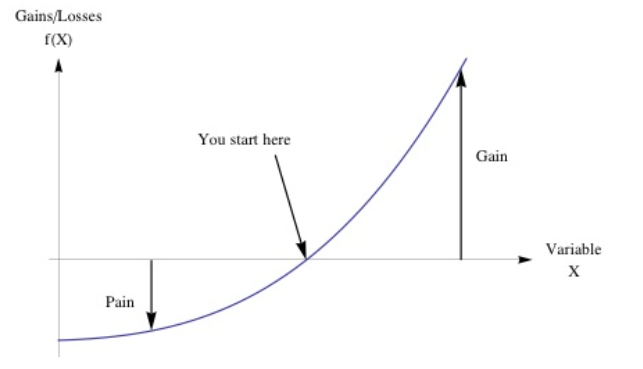 Gains/Losses
f(X)
You start here
Gain
Variable
X
Pain